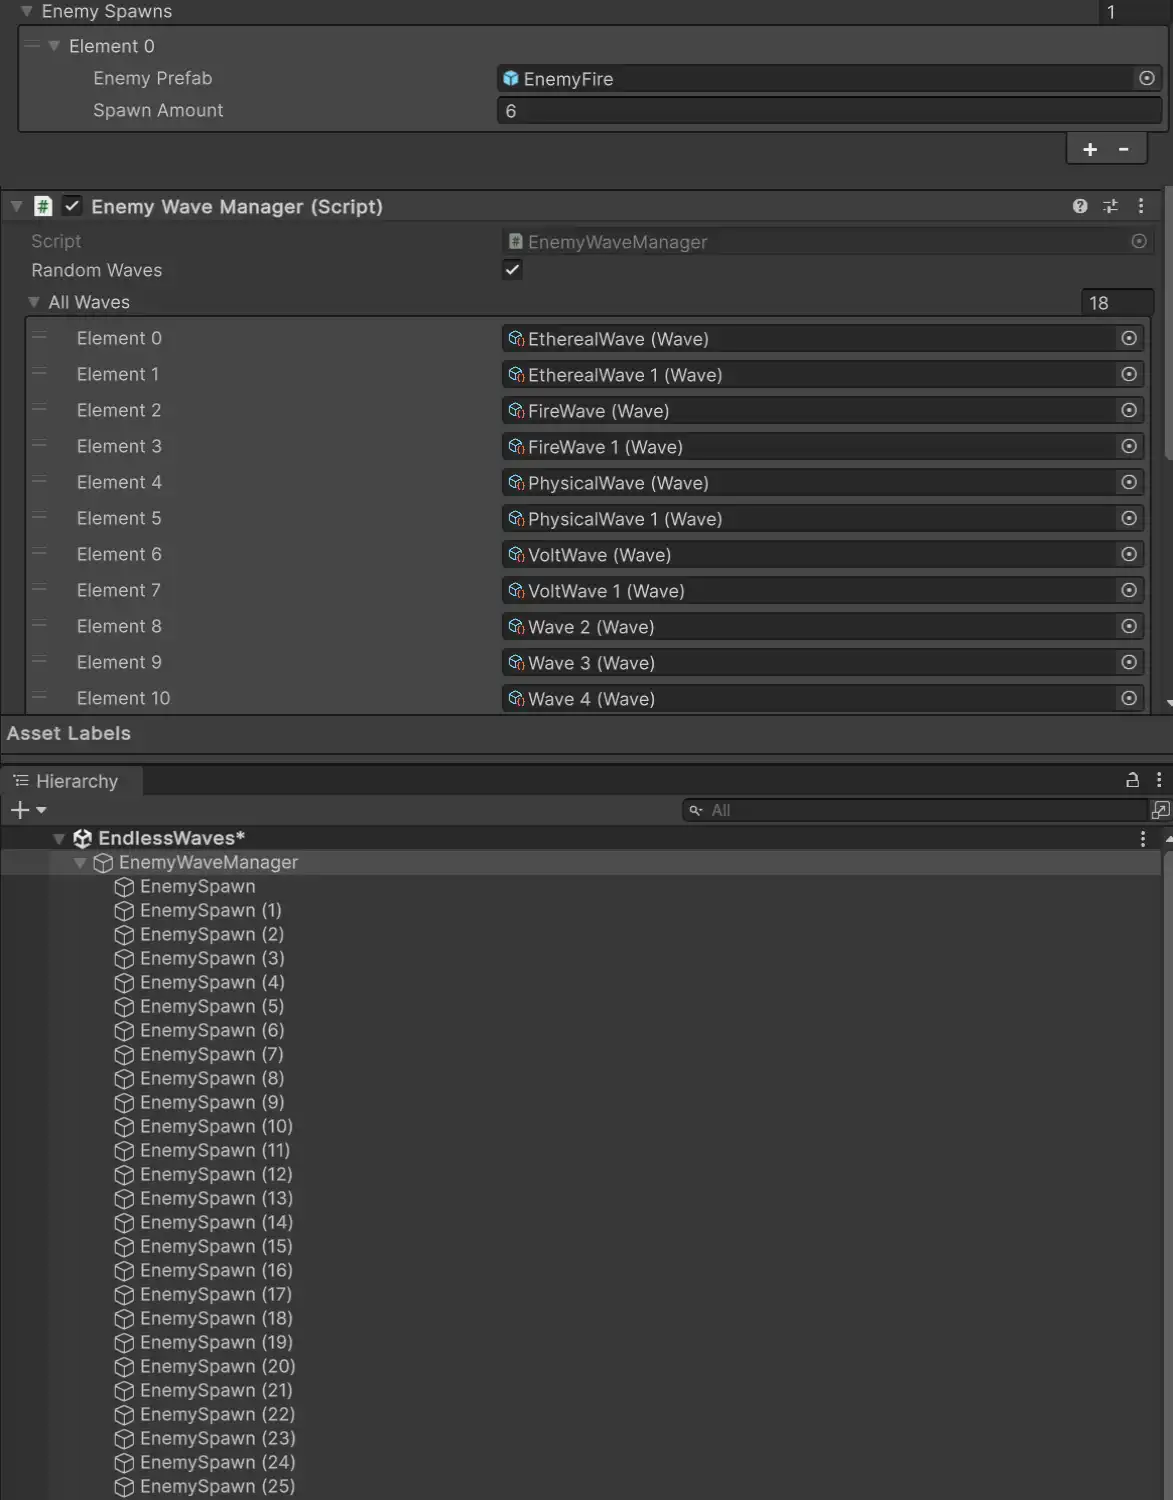 Enemy Spawns 1
Element 0
Enemy Prefab EnemyFire
Spawn Amount 6
+ -
# Enemy Wave Manager (Script)
Script # EnemyWaveManager
Random Waves
All Waves 18
Element 0 EtherealWave (Wave)
Element 1 EtherealWave 1 (Wave)
Element 2 FireWave (Wave)
Element 3 FireWave 1 (Wave)
Element 4 PhysicalWave (Wave)
Element 5 PhysicalWave 1 (Wave)
Element 6 VoltWave (Wave)
Element 7 VoltWave 1 (Wave)
Element 8 Wave 2 (Wave)
Element 9 Wave 3 (Wave)
Element 10 Wave 4 (Wave)
Asset Labels
Hierarchy
+ All
EndlessWaves*
EnemyWaveManager
EnemySpawn
EnemySpawn (1)
EnemySpawn (2)
EnemySpawn (3)
EnemySpawn (4)
EnemySpawn (5)
EnemySpawn (6)
EnemySpawn (7)
EnemySpawn (8)
EnemySpawn (9)
EnemySpawn (10)
EnemySpawn (11)
EnemySpawn (12)
EnemySpawn (13)
EnemySpawn (14)
EnemySpawn (15)
EnemySpawn (16)
EnemySpawn (17)
EnemySpawn (18)
EnemySpawn (19)
EnemySpawn (20)
EnemySpawn (21)
EnemySpawn (22)
EnemySpawn (23)
EnemySpawn (24)
EnemySpawn (25)